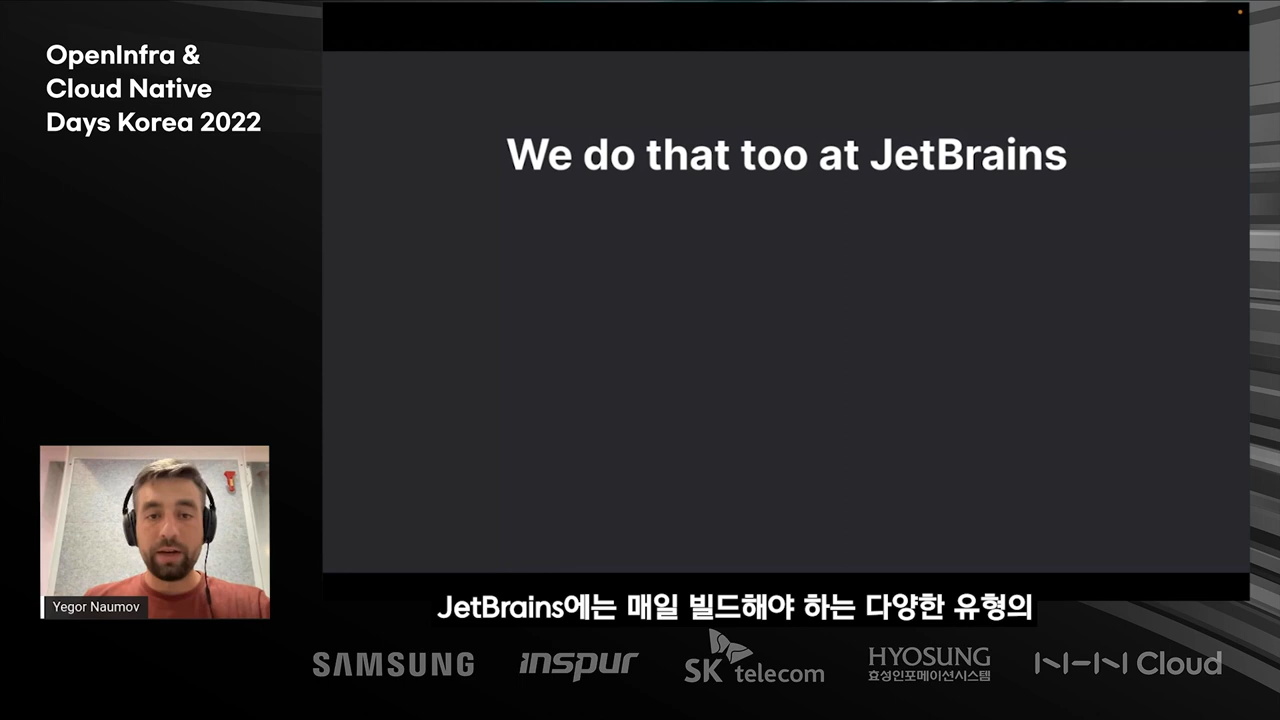 OpenInfra &
Cloud Native
Days Korea 2022
We do that too at JetBrains
Yegor Naumov
JetBrains에는 매일 빌드해야 하는 다양한 유형의
SAMSUNG
inspur
SK telecom
HYOSUNG
효성인포메이션시스템
NHN Cloud